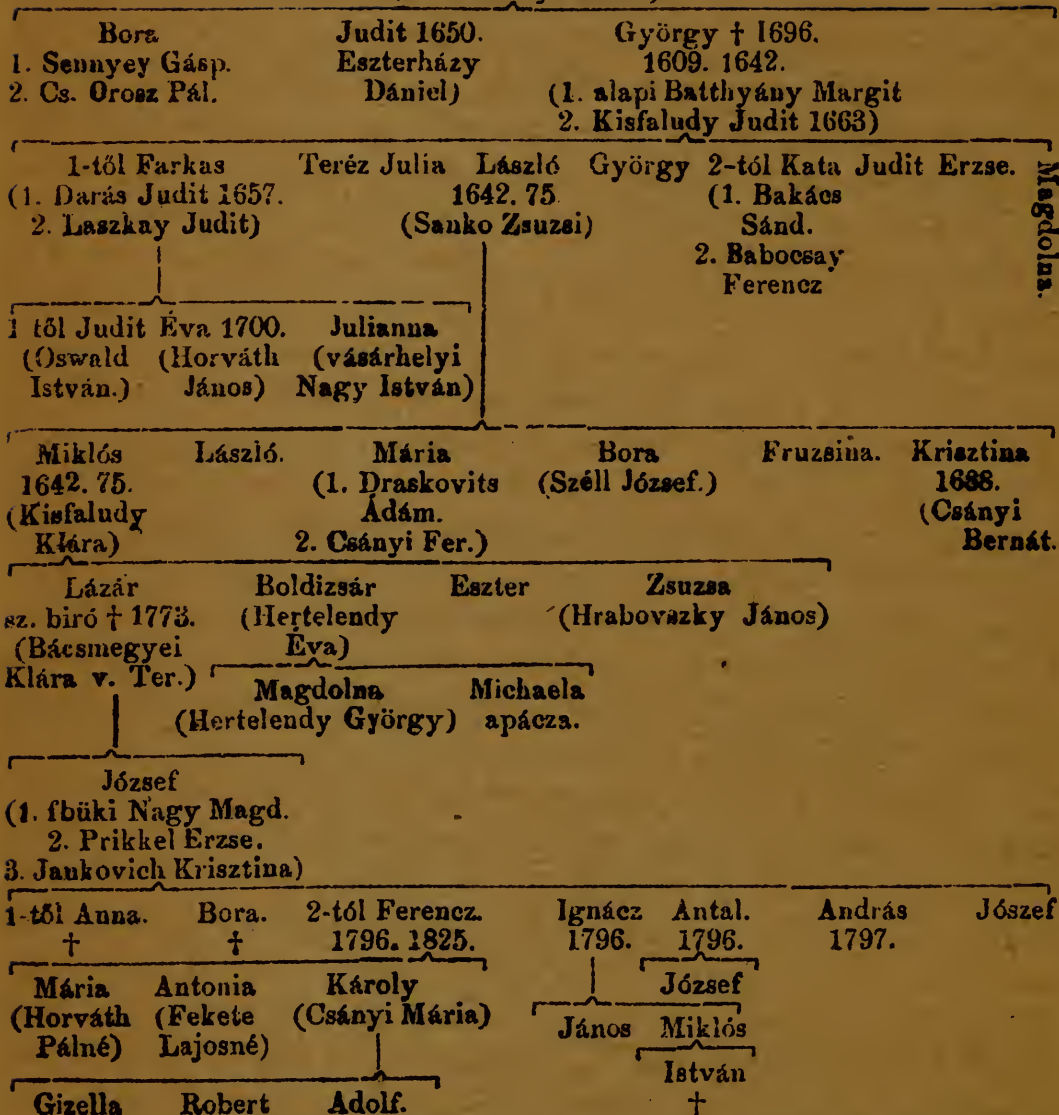 Bora Judit 1650. György † 1696.
1. Sennyey Gásp. Eszterházy 1609. 1642.
2. Cs. Orosz Pál. Dániel) (1. alapi Batthyány Margit
2. Kisfaludy Judit 1663)
1-től Farkas Teréz Julia László György 2-tól Kata Judit Erzse. Magdolna.
(1. Darás Judit 1657. 1642. 75. (1. Bakács
2. Laszkay Judit) (Sanko Zsuzsi) Sánd.
2. Babocsay
Ferencz
1 től Judit Éva 1700. Julianna
(Oswald (Horváth (vásárhelyi
István.) János) Nagy István)
Miklós László. Mária Bora Fruzsina. Krisztina
1642. 75. (1. Draskovits (Széll József.) 1688.
(Kisfaludy Ádám. (Csányi
Klára) 2. Csányi Fer.) Bernát.
Lázár Boldizsár Eszter Zsuzsa
sz. biró † 1773. (Hertelendy (Hrabovszky János)
(Bácsmegyei Éva)
Klára v. Ter.) Magdolna Michaela
(Hertelendy György) apácza.
József
(1. fbüki Nagy Magd.
2. Prikkel Erzse.
3. Jankovich Krisztina)
1-től Anna. Bora. 2-tól Ferencz. Ignácz Antal. András Jószef
† † 1796. 1825. 1796. 1796. 1797.
Mária Antonia Károly József
(Horváth (Fekete (Csányi Mária) János Miklós
Pálné) Lajosné) István
Gizella Robert Adolf. †